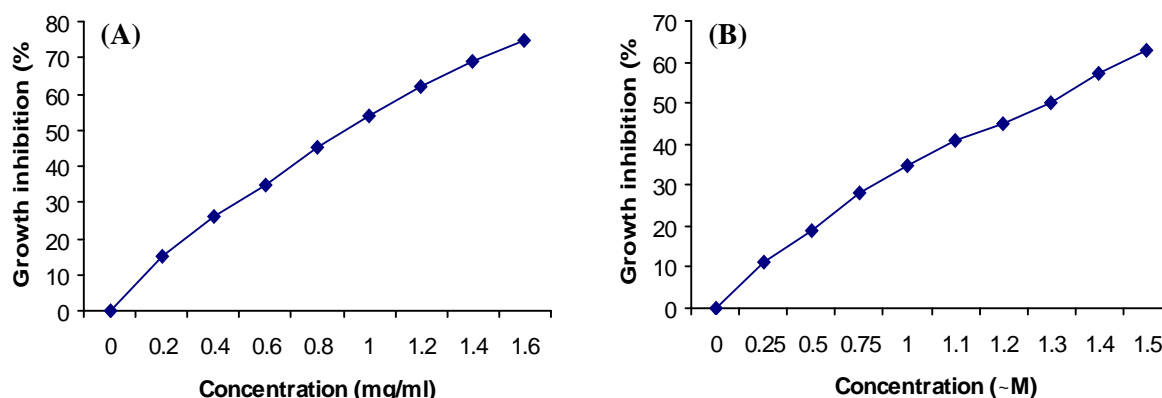 (A)
Growth inhibition (%
80
70
60
50
40
30
20
10
0
0 0.2 0.4 0.6 0.8 1 1.2 1.4 1.6
Concentration (mg/ml)
(B)
Growth inhibition (%
70
60
50
40
30
20
10
0
0 0.25 0.5 0.75 1 1.1 1.2 1.3 1.4 1.5
Concentration (~M)